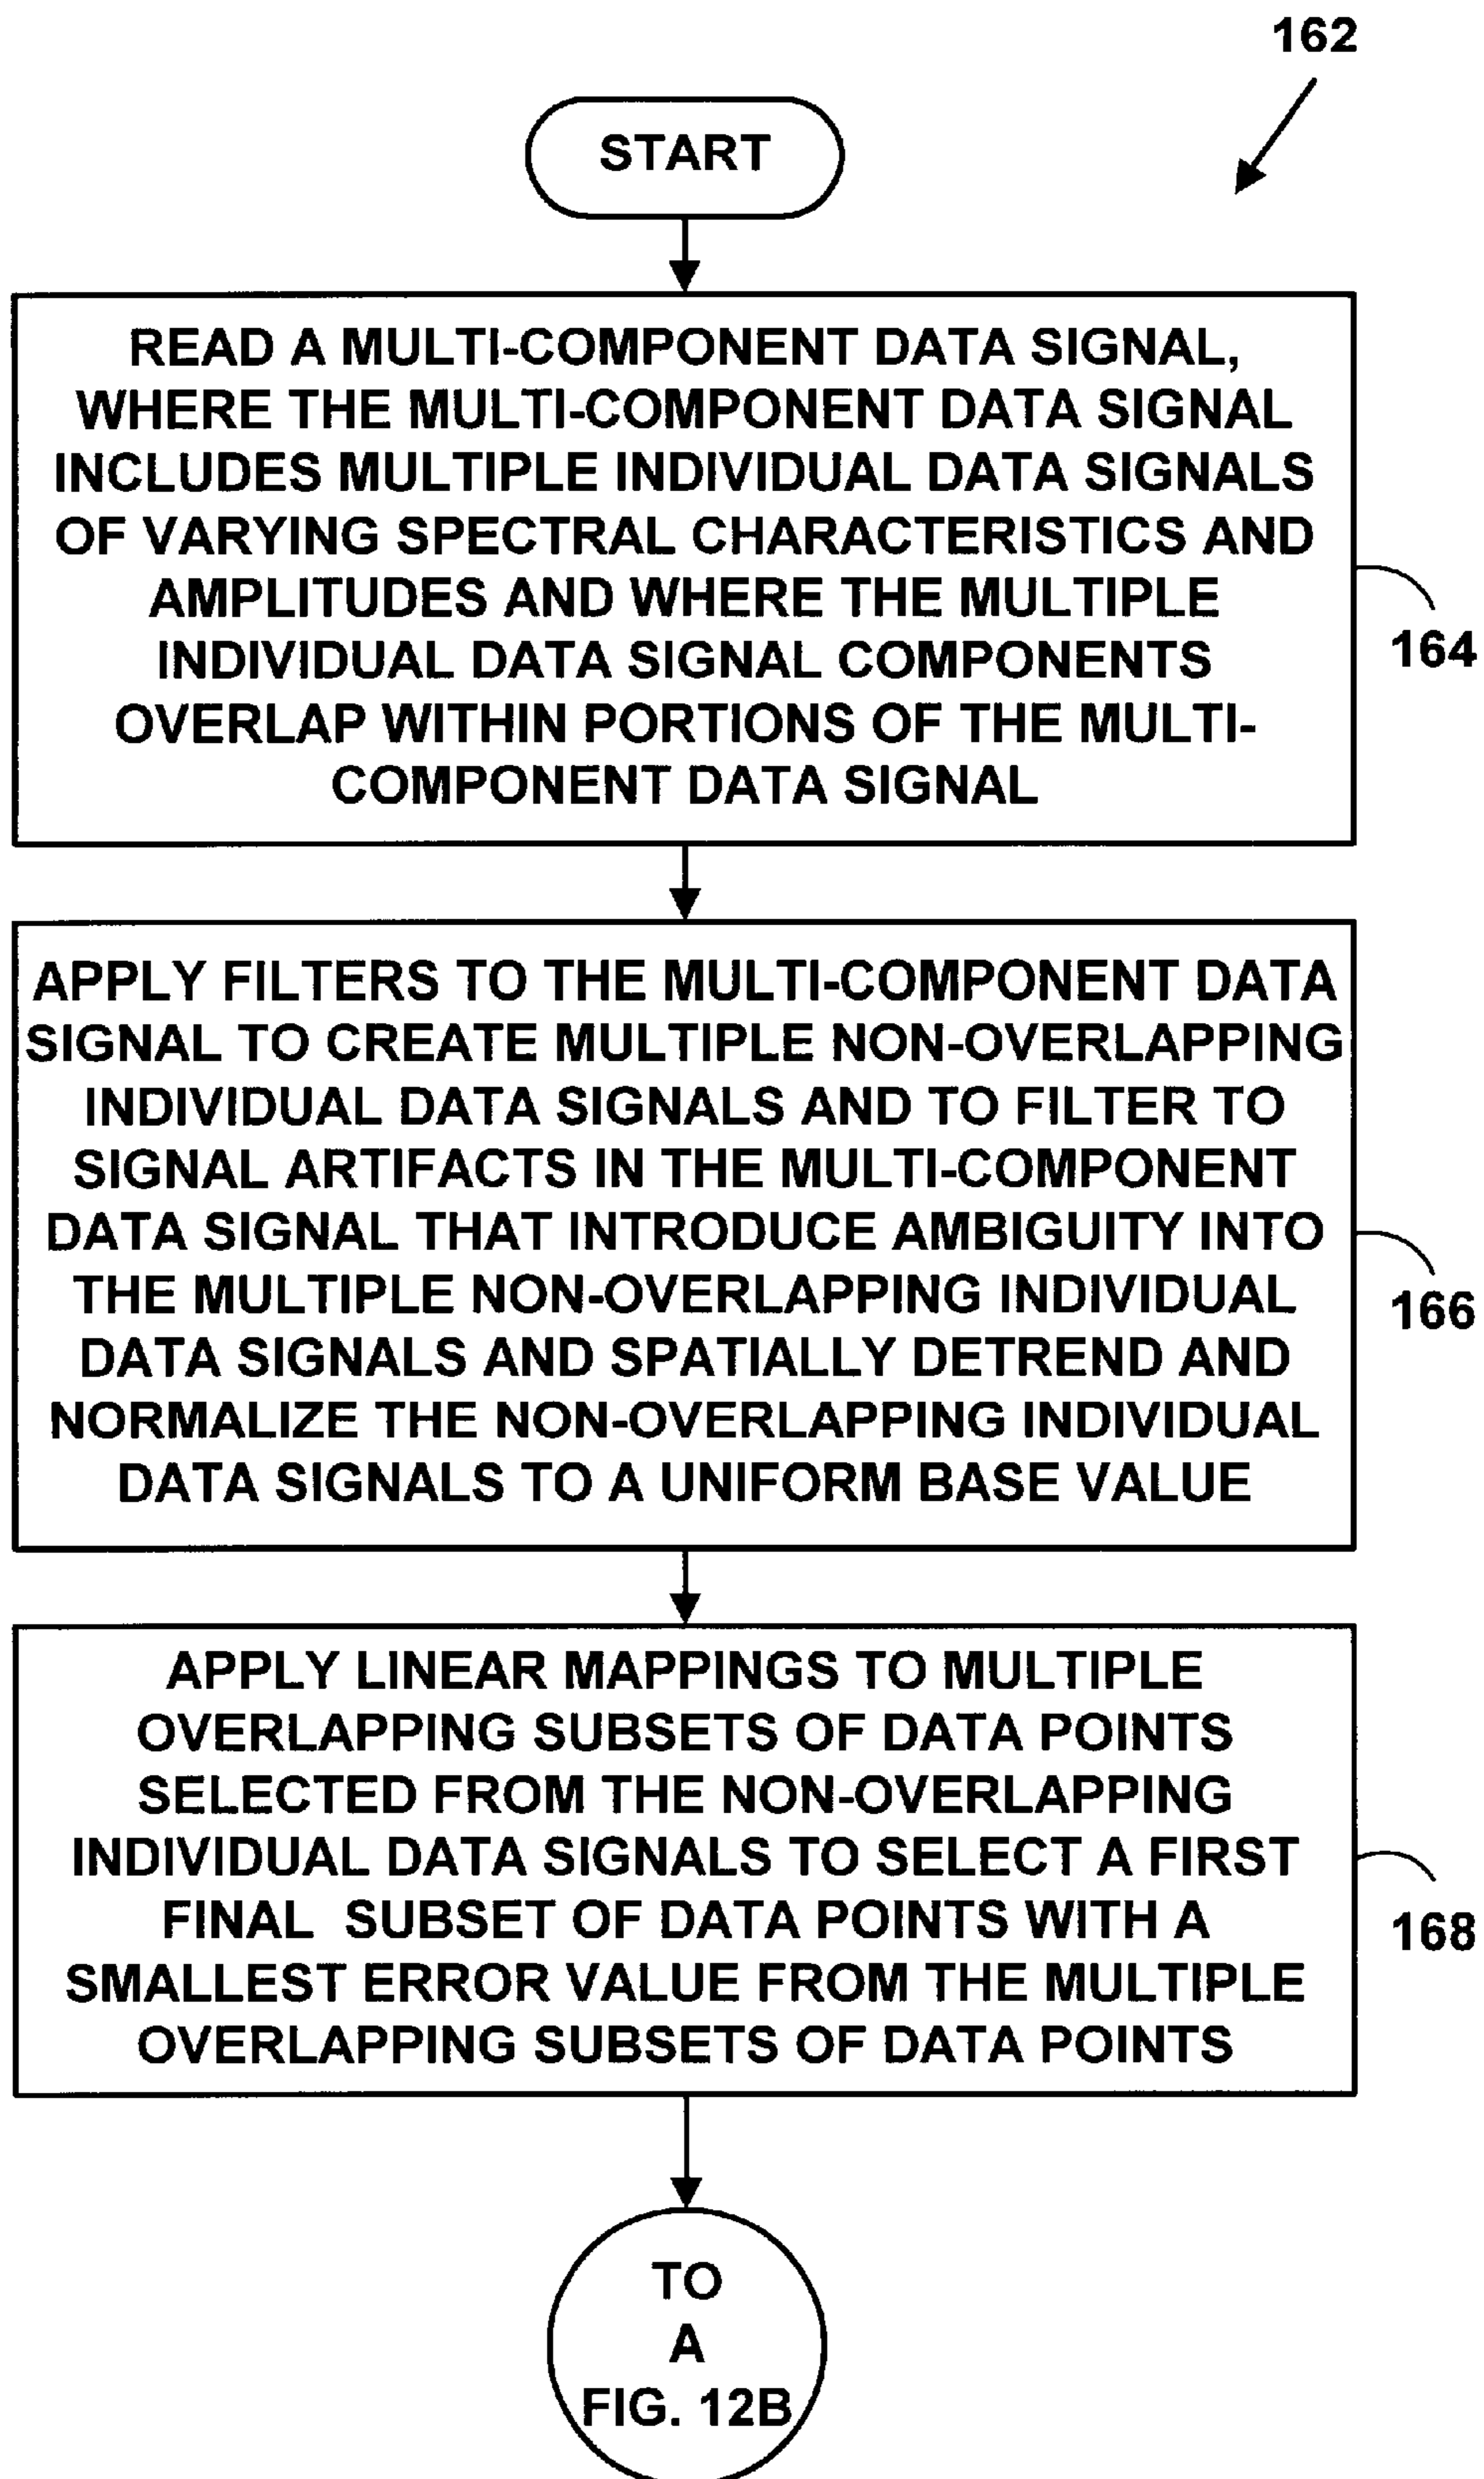 162
START
READ A MULTI-COMPONENT DATA SIGNAL,
WHERE THE MULTI-COMPONENT DATA SIGNAL
INCLUDES MULTIPLE INDIVIDUAL DATA SIGNALS
OF VARYING SPECTRAL CHARACTERISTICS AND
AMPLITUDES AND WHERE THE MULTIPLE
INDIVIDUAL DATA SIGNAL COMPONENTS
OVERLAP WITHIN PORTIONS OF THE MULTI-
COMPONENT DATA SIGNAL
164
APPLY FILTERS TO THE MULTI-COMPONENT DATA
SIGNAL TO CREATE MULTIPLE NON-OVERLAPPING
INDIVIDUAL DATA SIGNALS AND TO FILTER TO
SIGNAL ARTIFACTS IN THE MULTI-COMPONENT
DATA SIGNAL THAT INTRODUCE AMBIGUITY INTO
THE MULTIPLE NON-OVERLAPPING INDIVIDUAL
DATA SIGNALS AND SPATIALLY DETREND AND
NORMALIZE THE NON-OVERLAPPING INDIVIDUAL
DATA SIGNALS TO A UNIFORM BASE VALUE
166
APPLY LINEAR MAPPINGS TO MULTIPLE
OVERLAPPING SUBSETS OF DATA POINTS
SELECTED FROM THE NON-OVERLAPPING
INDIVIDUAL DATA SIGNALS TO SELECT A FIRST
FINAL SUBSET OF DATA POINTS WITH A
SMALLEST ERROR VALUE FROM THE MULTIPLE
OVERLAPPING SUBSETS OF DATA POINTS
168
TO
A
FIG. 12B